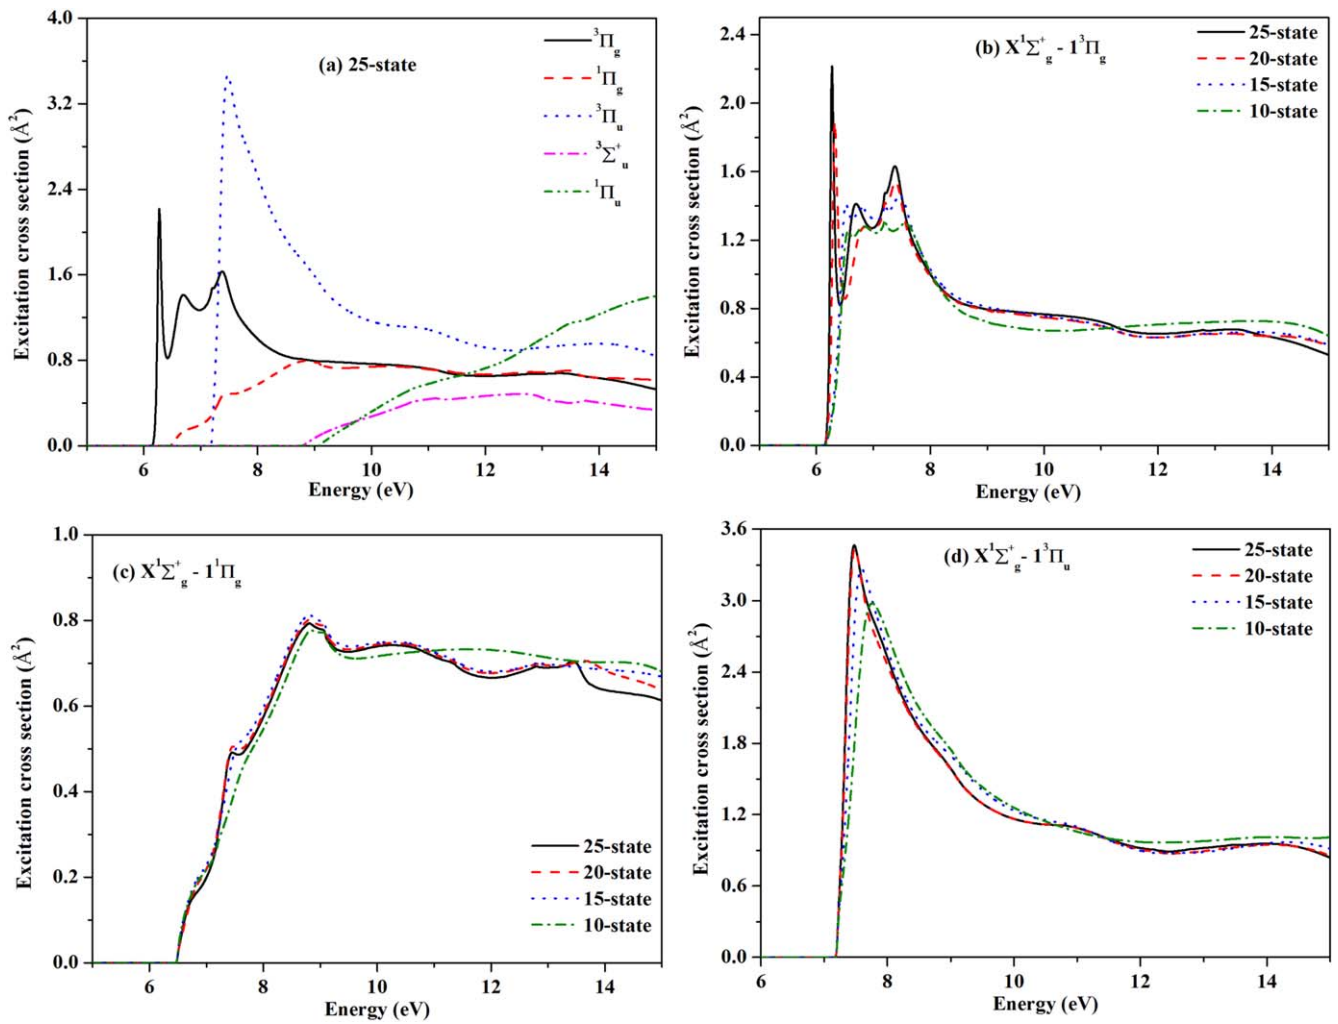 4.0
3.2
2.4
1.6
0.8
0.0
6
8
10
12
14
Excitation cross section (Å²)
Energy (eV)
(a) 25-state
³Πg
¹Πg
³Πu
³Σ⁺u
¹Πu
2.4
2.0
1.6
1.2
0.8
0.4
0.0
6
8
10
12
14
Excitation cross section (Å²)
Energy (eV)
(b) X¹Σ⁺g - 1³Πg
25-state
20-state
15-state
10-state
1.0
0.8
0.6
0.4
0.2
0.0
6
8
10
12
14
Excitation cross section (Å²)
Energy (eV)
(c) X¹Σ⁺g - 1¹Πg
25-state
20-state
15-state
10-state
3.6
3.0
2.4
1.8
1.2
0.6
0.0
6
8
10
12
14
Excitation cross section (Å²)
Energy (eV)
(d) X¹Σ⁺g - 1³Πu
25-state
20-state
15-state
10-state